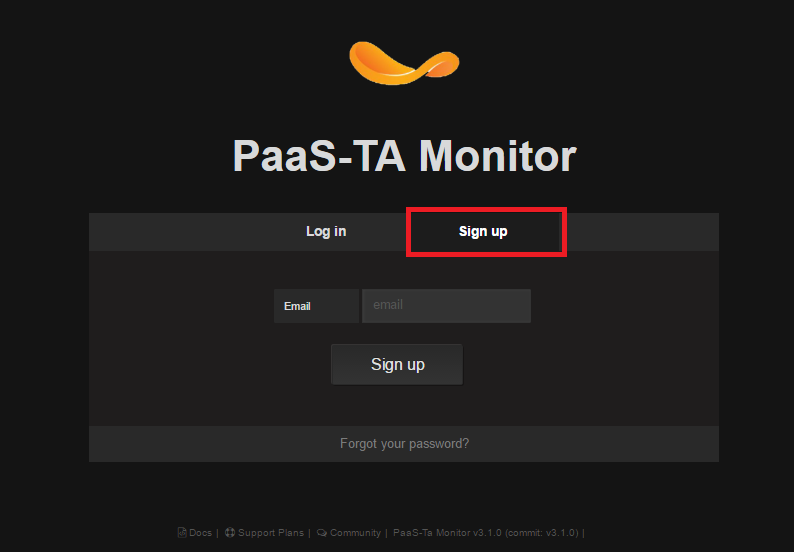 PaaS-TA Monitor
Log in Sign up
Email email
Sign up
Forgot your password?
Docs | Support Plans | Community | PaaS-Ta Monitor v3.1.0 (commit: v3.1.0) |